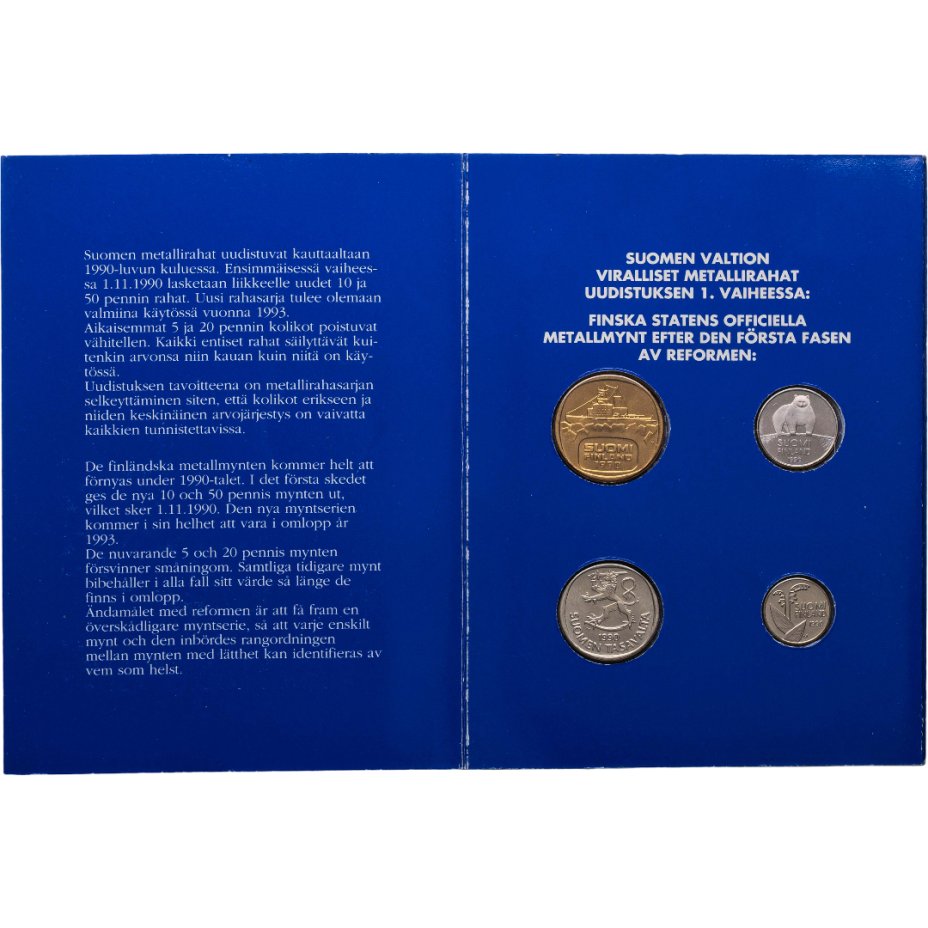 Suomen metallirahat uudistuvat kauttaaltaan
1990-luvun kuluessa. Ensimmäisessä vaihees-
sa 1.11.1990 lasketaan liikkeelle uudet 10 ja
50 pennin rahat. Uusi rahasarja tulee olemaan
valmiina käytössä vuonna 1993.
Aikaisemmat 5 ja 20 pennin kolikot poistuvat
vähitellen. Kaikki entiset rahat säilyttävät kui-
tenkin arvonsa niin kauan kuin niitä on käy-
tössä.
Uudistuksen tavoitteena on metallirahasarjan
selkeyttäminen siten, että kolikot erikseen ja
niiden keskinäinen arvojärjestys on vaivatta
kaikkien tunnistettavissa.
De finländska metallmynten kommer helt att
förnyas under 1990-talet. I det första skedet
ges de nya 10 och 50 pennis mynten ut,
vilket sker 1.11.1990. Den nya myntserien
kommer i sin helhet att vara i omlopp år
1993.
De nuvarande 5 och 20 pennis mynten
försvinner småningom. Samtliga tidigare mynt
bibehåller i alla fall sitt värde så länge de
finns i omlopp.
Ändamålet med reformen är att få fram en
överskådligare myntserie, så att varje enskilt
mynt och den inbördes rangordningen
mellan mynten med lätthet kan identifieras av
vem som helst.
SUOMEN VALTION
VIRALLISET METALLIRAHAT
UUDISTUKSEN 1. VAIHEESSA:
FINSKA STATENS OFFICIELLA
METALLMYNT EFTER DEN FÖRSTA FASEN
AV REFORMEN:
SUOMI
FINLAND
1990
SUOMI
FINLAND
1990
1990
SUOMEN TASAVALTA
SUOMI
FINLAND
1990